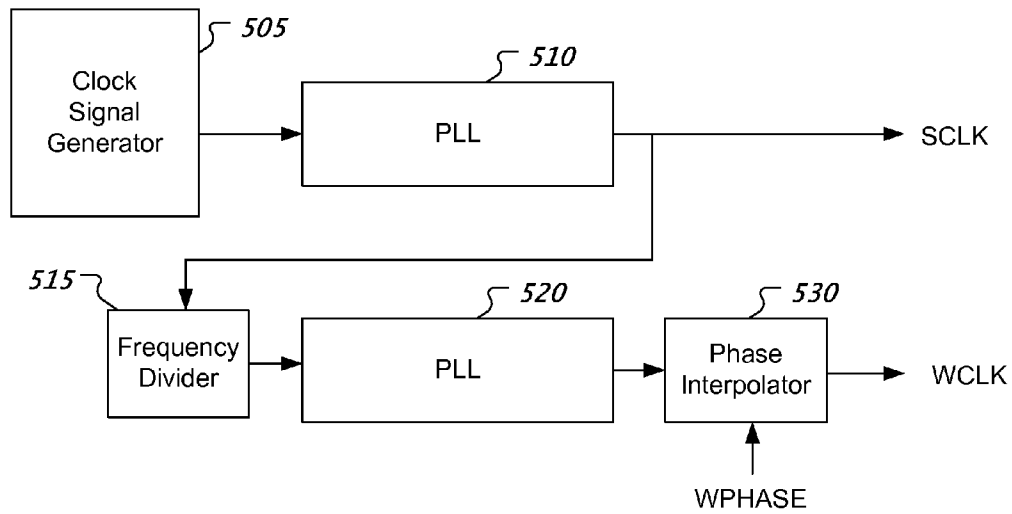 505
Clock
Signal
Generator
510
PLL
SCLK
515
Frequency
Divider
520
PLL
530
Phase
Interpolator
WCLK
WPHASE